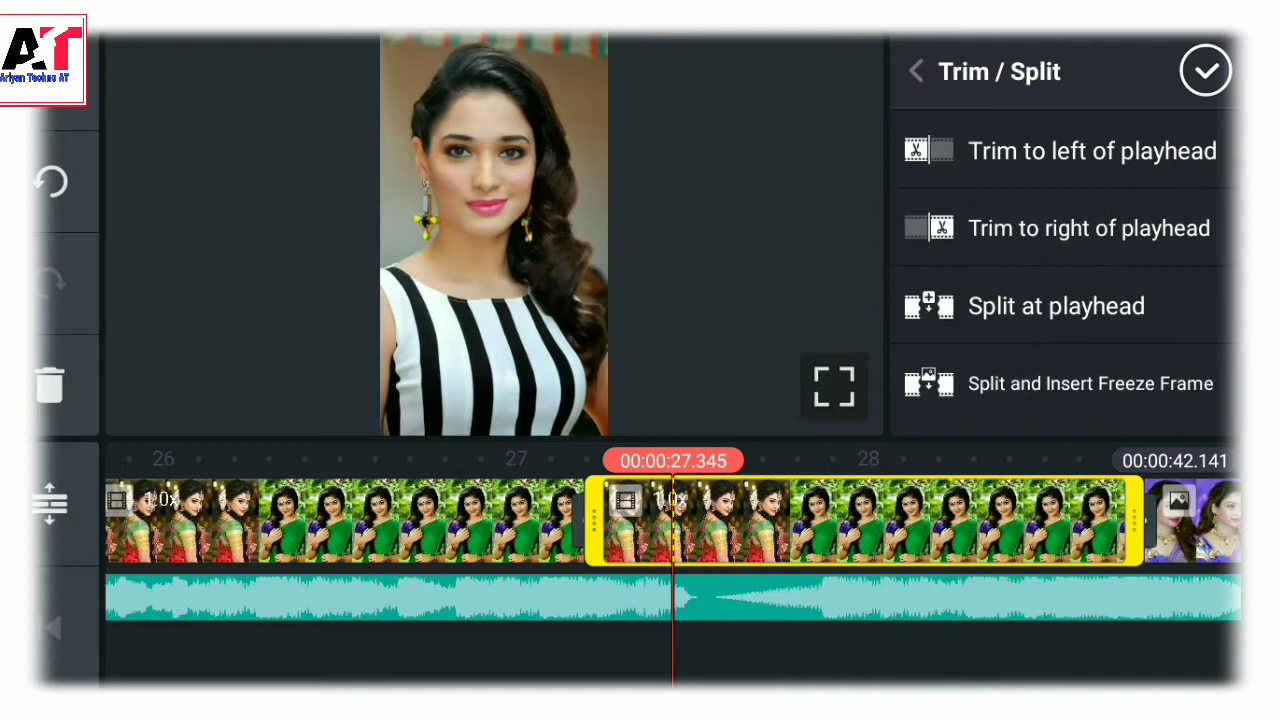 AT
Ariyan Techno AT
Trim / Split
Trim to left of playhead
Trim to right of playhead
Split at playhead
Split and Insert Freeze Frame
26
27
00:00:27.345
28
00:00:42.141
1.0x
1.0x